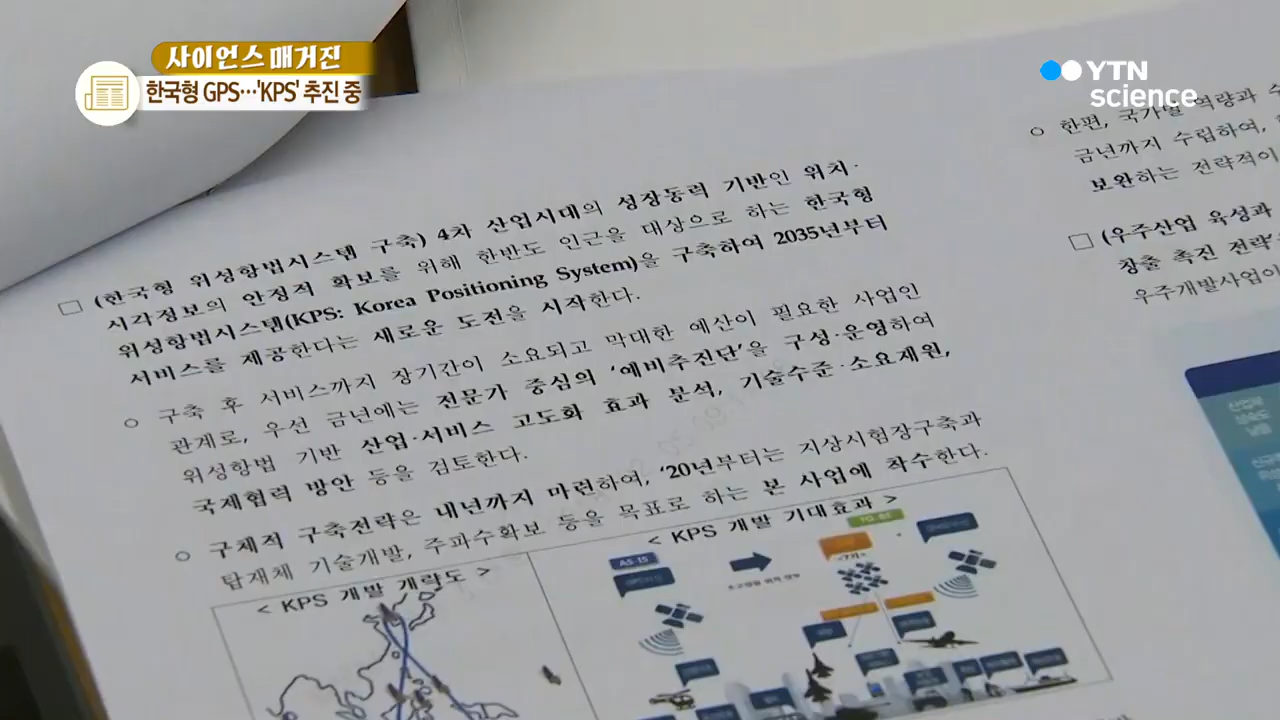 사이언스 매거진
한국형 GPS…'KPS' 추진 중
YTN
science
□ (한국형 위성항법시스템 구축) 4차 산업시대의 성장동력 기반인 위치·
시각정보의 안정적 확보를 위해 한반도 인근을 대상으로 하는 한국형
위성항법시스템(KPS: Korea Positioning System)을 구축하여 2035년부터
서비스를 제공한다는 새로운 도전을 시작한다.
○ 구축 후 서비스까지 장기간이 소요되고 막대한 예산이 필요한 사업인
관계로, 우선 금년에는 전문가 중심의 '예비추진단'을 구성·운영하여
위성항법 기반 산업·서비스 고도화 효과 분석, 기술수준·소요재원,
국제협력 방안 등을 검토한다.
○ 구체적 구축전략은 내년까지 마련하여, '20년부터는 지상시험장구축과
탑재체 기술개발, 주파수확보 등을 목표로 하는 본 사업에 착수한다.
< KPS 개발 개략도 >
< KPS 개발 기대효과 >
○ 한편, 국가별 역량과
금년까지 수립하여,
보완하는 전략적이
□ (우주산업 육성과
창출 촉진 전략'
우주개발사업이